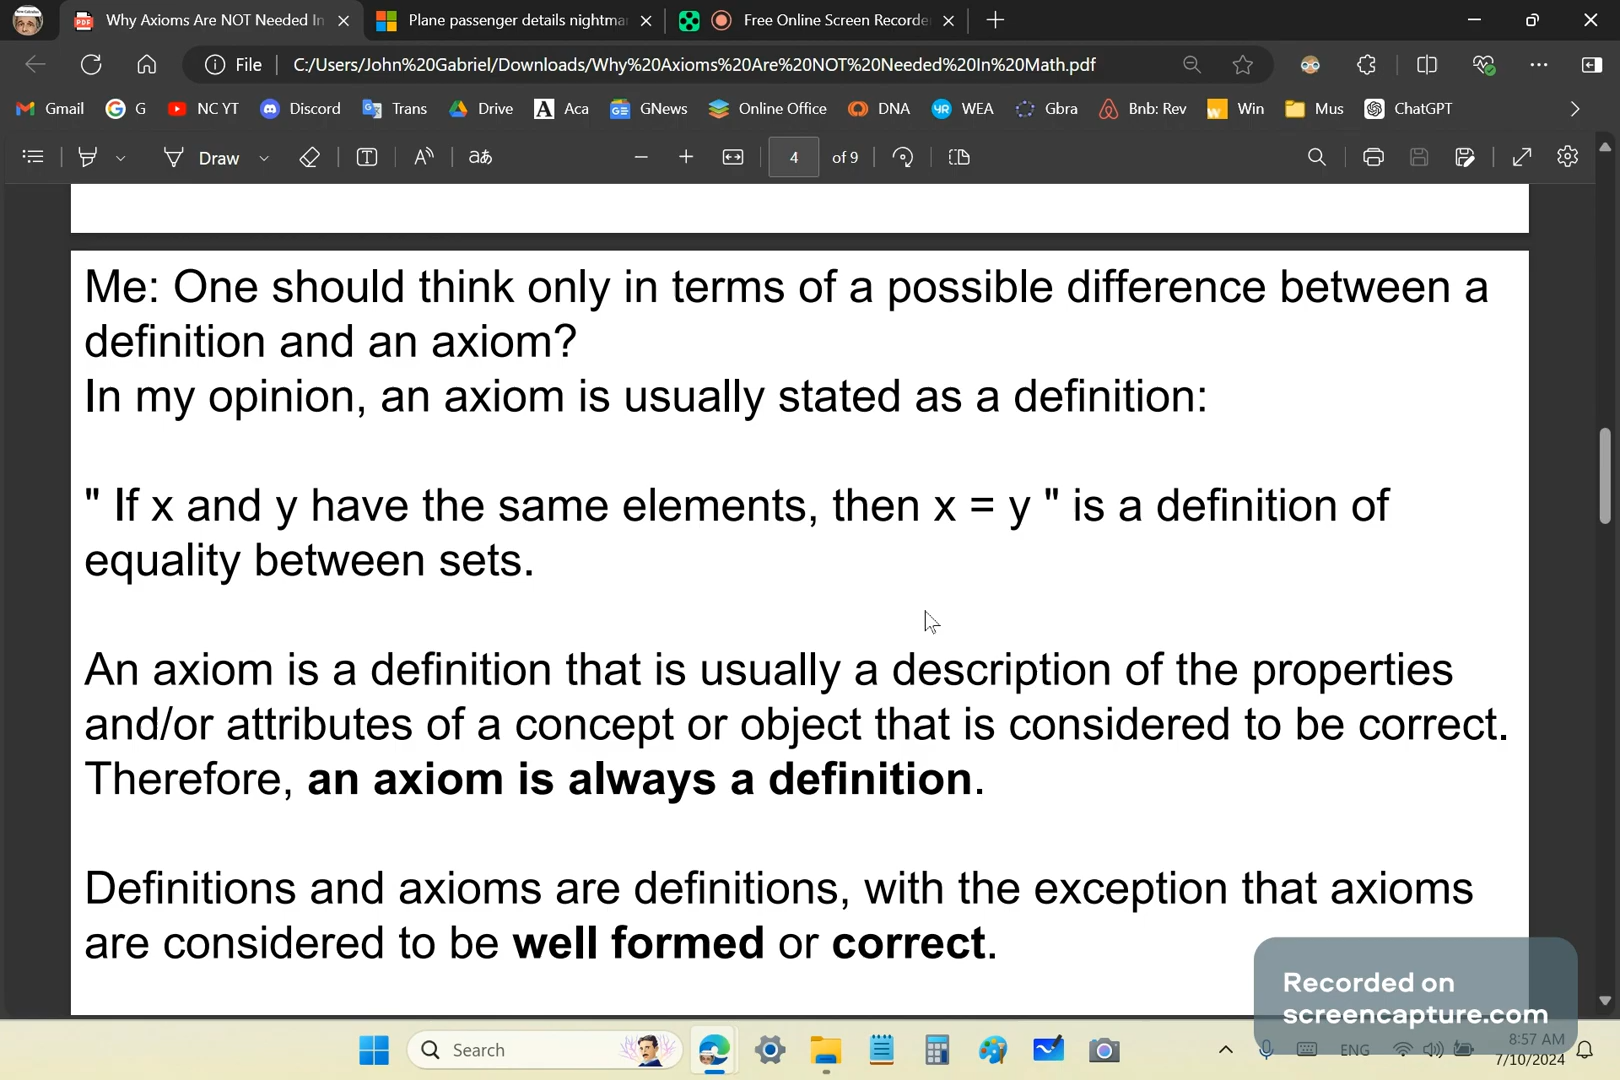 Why Axioms Are NOT Needed In
Plane passenger details nightma
Free Online Screen Recorde
File
C:/Users/John%20Gabriel/Downloads/Why%20Axioms%20Are%20NOT%20Needed%20In%20Math.pdf
Gmail G NC YT Discord Trans Drive Aca GNews Online Office DNA WEA Gbra Bnb: Rev Win Mus ChatGPT
Draw 4 of 9
Me: One should think only in terms of a possible difference between a
definition and an axiom?
In my opinion, an axiom is usually stated as a definition:
" If x and y have the same elements, then x = y " is a definition of
equality between sets.
An axiom is a definition that is usually a description of the properties
and/or attributes of a concept or object that is considered to be correct.
Therefore, an axiom is always a definition.
Definitions and axioms are definitions, with the exception that axioms
are considered to be well formed or correct.
Recorded on
screencapture.com
Search
ENG
8:57 AM
7/10/2024